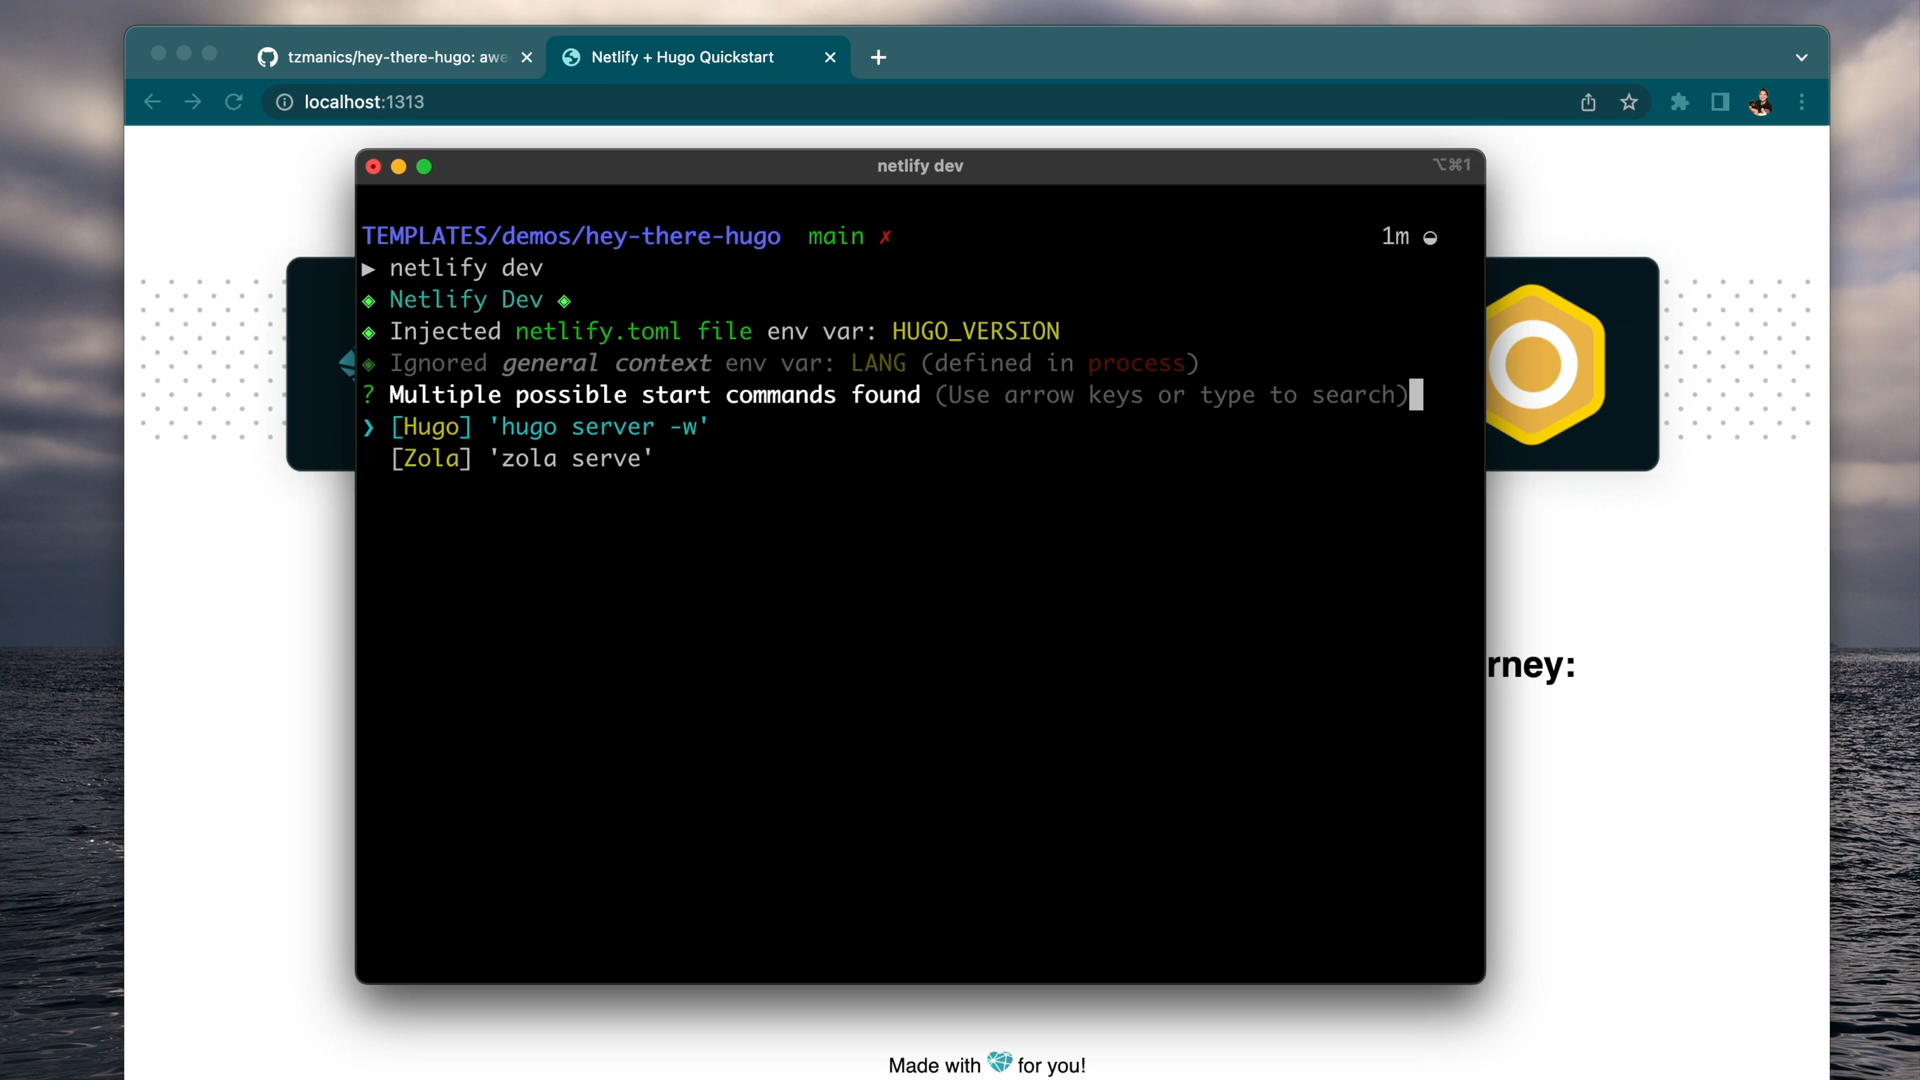 tzmanics/hey-there-hugo: awe
Netlify + Hugo Quickstart
localhost:1313
netlify dev
⌥⌘1
TEMPLATES/demos/hey-there-hugo main ✗ 1m
▶ netlify dev
◈ Netlify Dev ◈
◈ Injected netlify.toml file env var: HUGO_VERSION
◈ Ignored general context env var: LANG (defined in process)
? Multiple possible start commands found (Use arrow keys or type to search)
❯ [Hugo] 'hugo server -w'
[Zola] 'zola serve'
rney:
Made with for you!